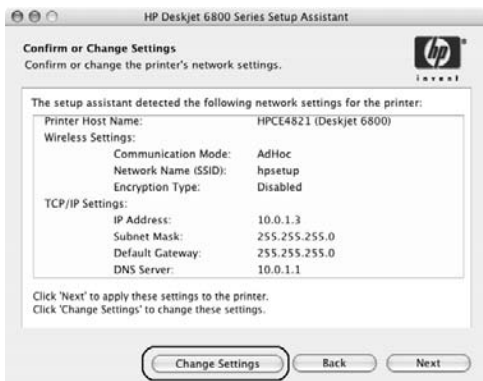 HP Deskjet 6800 Series Setup Assistant
Confirm or Change Settings
Confirm or change the printer's network settings.
hp
invent
The setup assistant detected the following network settings for the printer:
Printer Host Name: HPCE4821 (Deskjet 6800)
Wireless Settings:
Communication Mode: AdHoc
Network Name (SSID): hpsetup
Encryption Type: Disabled
TCP/IP Settings:
IP Address: 10.0.1.3
Subnet Mask: 255.255.255.0
Default Gateway: 255.255.255.0
DNS Server: 10.0.1.1
Click 'Next' to apply these settings to the printer.
Click 'Change Settings' to change these settings.
Change Settings Back Next